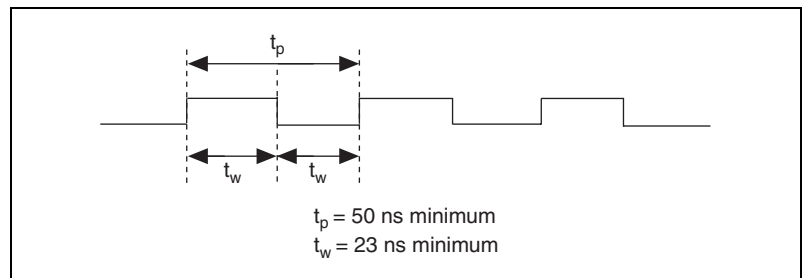 tp
tw tw
tp = 50 ns minimum
tw = 23 ns minimum